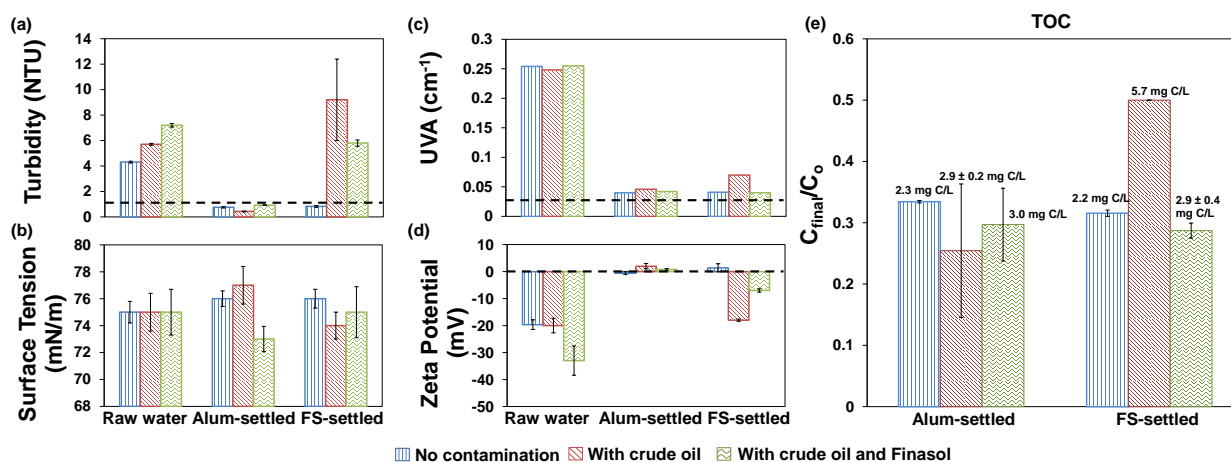 (a)
Turbidity (NTU)
14
12
10
8
6
4
2
0
(b)
Surface Tension
(mN/m)
80
78
76
74
72
70
68
Raw water Alum-settled FS-settled
(c)
UVA (cm-1)
0.3
0.25
0.2
0.15
0.1
0.05
0
(d)
Zeta Potential
(mV)
10
0
-10
-20
-30
-40
-50
Raw water Alum-settled FS-settled
(e)
TOC
Cfinal/Co
0.6
0.5
0.4
0.3
0.2
0.1
0
2.3 mg C/L
2.9 ± 0.2 mg C/L
3.0 mg C/L
2.2 mg C/L
5.7 mg C/L
2.9 ± 0.4
mg C/L
Alum-settled FS-settled
No contamination With crude oil With crude oil and Finasol